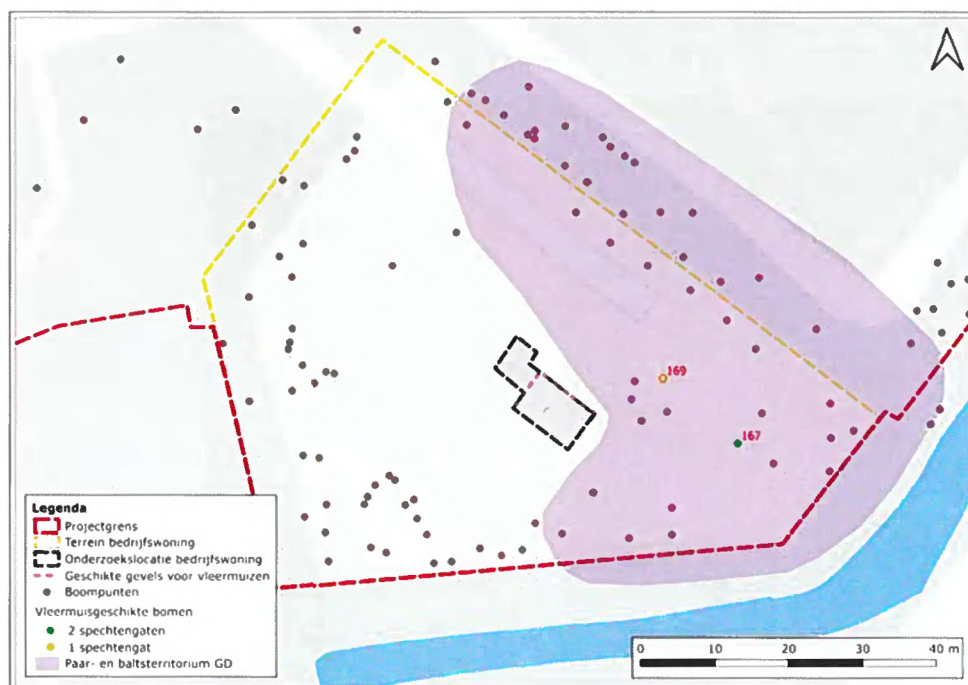 169
167
Legenda
Projectgrens
Terrein bedrijfswoning
Onderzoekslocatie bedrijfswoning
Geschikte gevels voor vleermuizen
Boompunten
Vleermuisgeschikte bomen
2 spechtengaten
1 spechtengat
Paar- en baltsterritorium GD
0 10 20 30 40 m